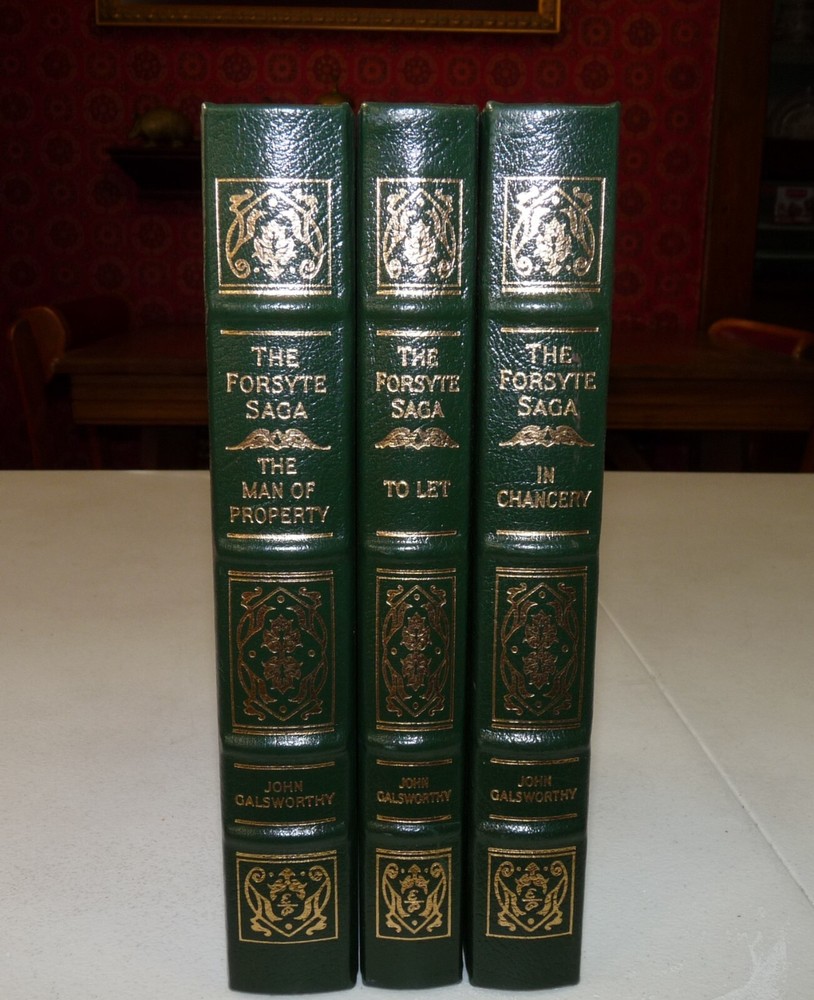 THE
FORSYTE
SAGA
THE
MAN OF
PROPERTY
JOHN
GALSWORTHY
THE
FORSYTE
SAGA
TO LET
JOHN
GALSWORTHY
THE
FORSYTE
SAGA
IN
CHANCERY
JOHN
GALSWORTHY